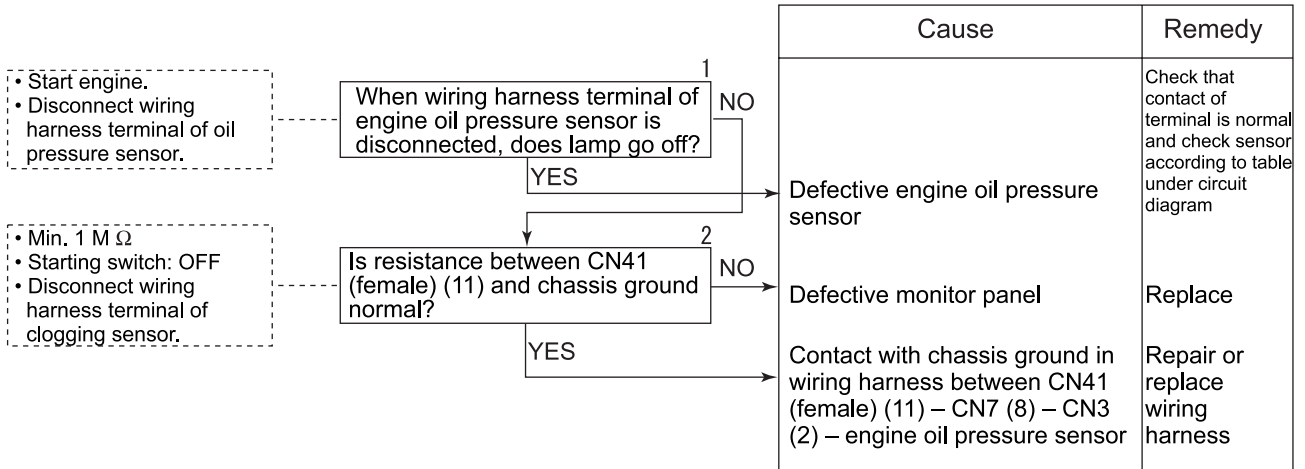 Cause
Remedy
• Start engine.
• Disconnect wiring
harness terminal of oil
pressure sensor.
1
When wiring harness terminal of
engine oil pressure sensor is
disconnected, does lamp go off?
NO
YES
Defective engine oil pressure
sensor
Check that
contact of
terminal is normal
and check sensor
according to table
under circuit
diagram
• Min. 1 M Ω
• Starting switch: OFF
• Disconnect wiring
harness terminal of
clogging sensor.
2
Is resistance between CN41
(female) (11) and chassis ground
normal?
NO
YES
Defective monitor panel
Replace
Contact with chassis ground in
wiring harness between CN41
(female) (11) – CN7 (8) – CN3
(2) – engine oil pressure sensor
Repair or
replace
wiring
harness